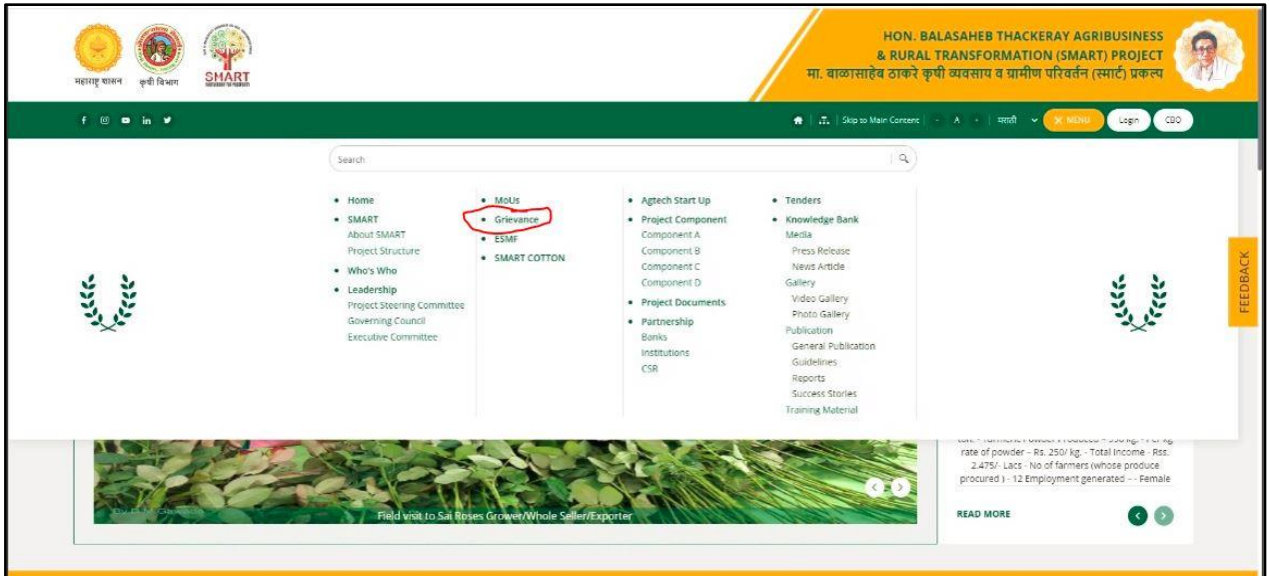 महाराष्ट्र शासन
कृषी विभाग
SMART
HON. BALASAHEB THACKERAY AGRIBUSINESS
& RURAL TRANSFORMATION (SMART) PROJECT
मा. बाळासाहेब ठाकरे कृषी व्यवसाय व ग्रामीण परिवर्तन (स्मार्ट) प्रकल्प
Skip to Main Content
A
मराठी
X MENU
Login
CBO
Search
Home
SMART
About SMART
Project Structure
Who's Who
Leadership
Project Steering Committee
Governing Council
Executive Committee
MoUs
Grievance
ESMF
SMART COTTON
Agtech Start Up
Project Component
Component A
Component B
Component C
Component D
Project Documents
Partnership
Banks
Institutions
CSR
Tenders
Knowledge Bank
Media
Press Release
News Article
Gallery
Video Gallery
Photo Gallery
Publication
General Publication
Guidelines
Reports
Success Stories
Training Material
FEEDBACK
rate of powder - Rs. 250/ kg. - Total Income - Rss.
2.475/- Lacs - No of farmers (whose produce
procured ) - 12 Employment generated - - Female
READ MORE
Field visit to Sai Roses Grower/Whole Seller/Exporter